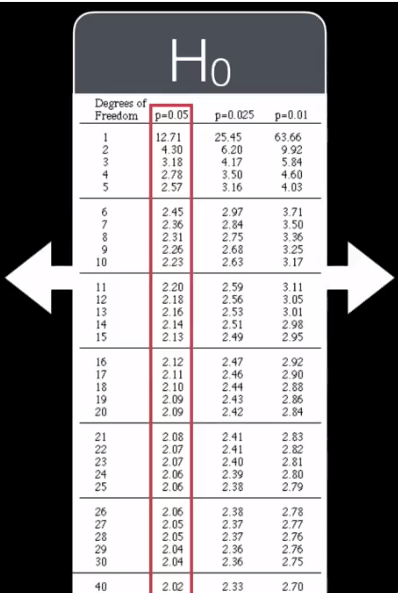 H0
Degrees of
Freedom p=0.05 p=0.025 p=0.01
1 12.71 25.45 63.66
2 4.30 6.20 9.92
3 3.18 4.17 5.84
4 2.78 3.50 4.60
5 2.57 3.16 4.03
6 2.45 2.97 3.71
7 2.36 2.84 3.50
8 2.31 2.75 3.36
9 2.26 2.68 3.25
10 2.23 2.63 3.17
11 2.20 2.59 3.11
12 2.18 2.56 3.05
13 2.16 2.53 3.01
14 2.14 2.51 2.98
15 2.13 2.49 2.95
16 2.12 2.47 2.92
17 2.11 2.46 2.90
18 2.10 2.44 2.88
19 2.09 2.43 2.86
20 2.09 2.42 2.84
21 2.08 2.41 2.83
22 2.07 2.41 2.82
23 2.07 2.40 2.81
24 2.06 2.39 2.80
25 2.06 2.38 2.79
26 2.06 2.38 2.78
27 2.05 2.37 2.77
28 2.05 2.37 2.76
29 2.04 2.36 2.76
30 2.04 2.36 2.75
40 2.02 2.33 2.70